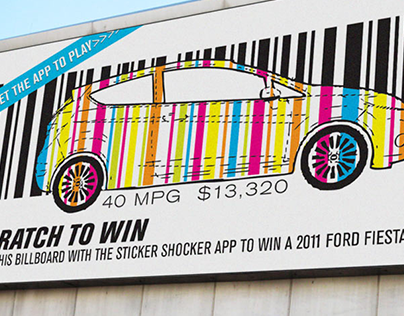 ET THE APP TO PLAY>>>>
40 MPG $13,320
RATCH TO WIN
HIS BILLBOARD WITH THE STICKER SHOCKER APP TO WIN A 2011 FORD FIESTA